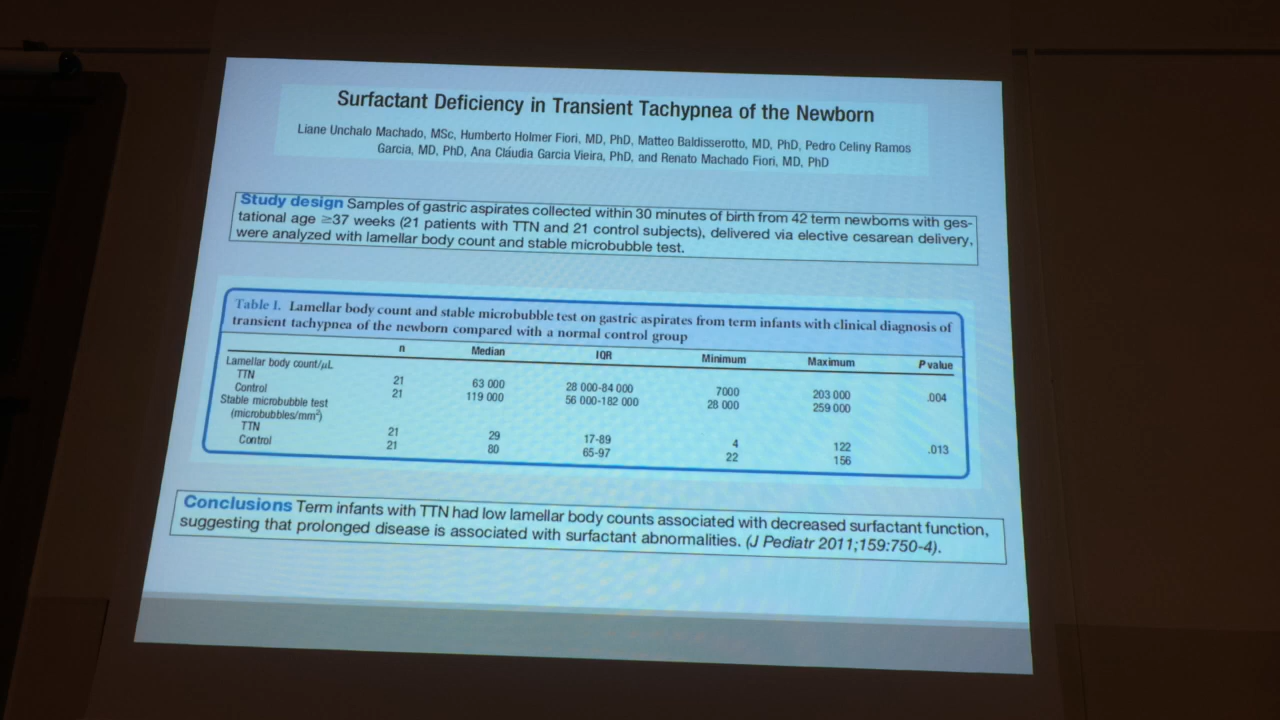 Surfactant Deficiency in Transient Tachypnea of the Newborn
Liane Unchalo Machado, MSc, Humberto Holmer Fiori, MD, PhD, Matteo Baldisserotto, MD, PhD, Pedro Celiny Ramos
Garcia, MD, PhD, Ana Cláudia Garcia Vieira, PhD, and Renato Machado Fiori, MD, PhD
Study design Samples of gastric aspirates collected within 30 minutes of birth from 42 term newborns with ges-
tational age ≥37 weeks (21 patients with TTN and 21 control subjects), delivered via elective cesarean delivery,
were analyzed with lamellar body count and stable microbubble test.
Table I. Lamellar body count and stable microbubble test on gastric aspirates from term infants with clinical diagnosis of
transient tachypnea of the newborn compared with a normal control group
n Median IQR Minimum Maximum P value
Lamellar body count/μL
TTN 21 63 000 28 000-84 000 7000 203 000 .004
Control 21 119 000 56 000-182 000 28 000 259 000
Stable microbubble test
(microbubbles/mm²)
TTN 21 29 17-89 4 122 .013
Control 21 80 65-97 22 156
Conclusions Term infants with TTN had low lamellar body counts associated with decreased surfactant function,
suggesting that prolonged disease is associated with surfactant abnormalities. (J Pediatr 2011;159:750-4).